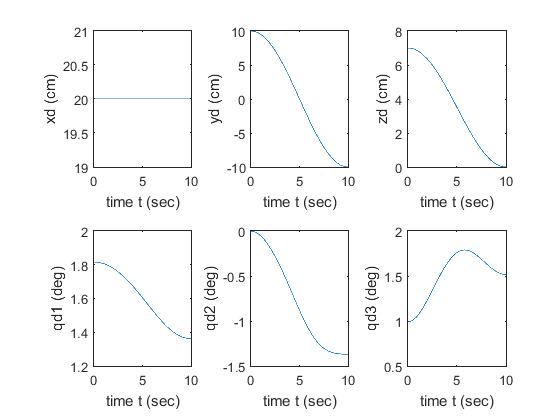 21
20.5
20
19.5
19
xd (cm)
0 5 10
time t (sec)
10
5
0
-5
-10
yd (cm)
0 5 10
time t (sec)
8
6
4
2
0
zd (cm)
0 5 10
time t (sec)
2
1.8
1.6
1.4
1.2
qd1 (deg)
0 5 10
time t (sec)
0
-0.5
-1
-1.5
qd2 (deg)
0 5 10
time t (sec)
2
1.5
1
0.5
qd3 (deg)
0 5 10
time t (sec)